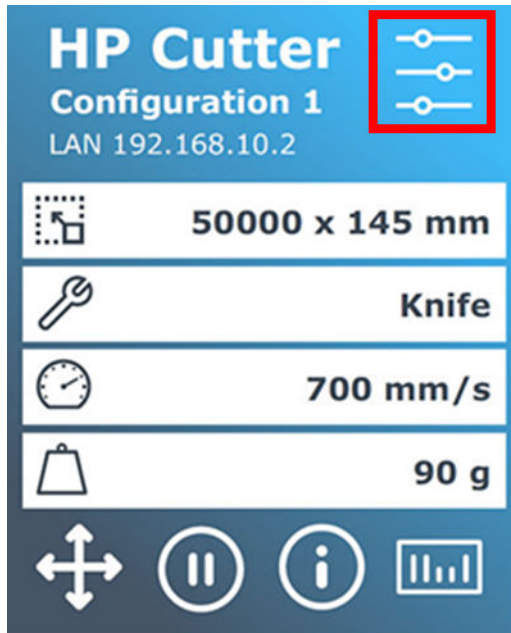 HP Cutter
Configuration 1
LAN 192.168.10.2
50000 x 145 mm
Knife
700 mm/s
90 g